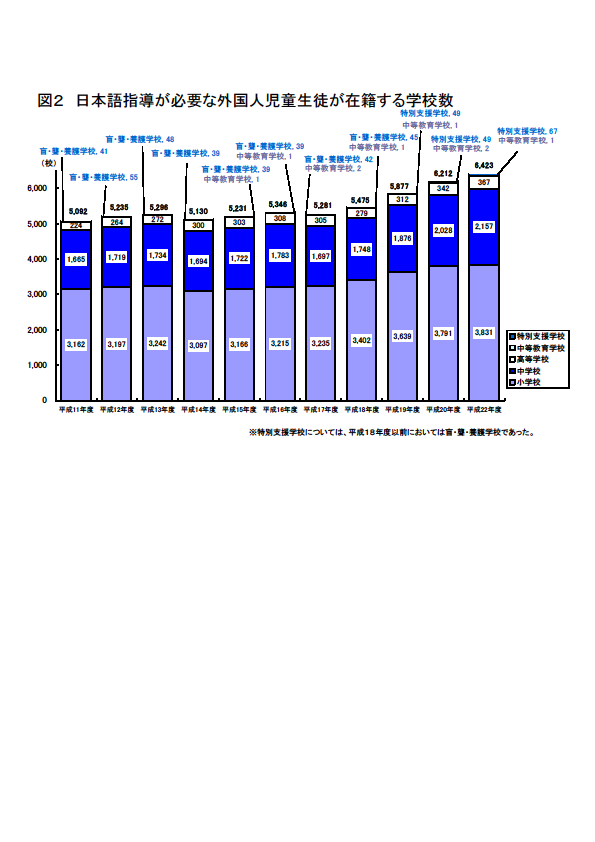 図２ 日本語指導が必要な外国人児童生徒が在籍する学校数
特別支援学校, 49
中等教育学校, 1
特別支援学校, 67
中等教育学校, 1
盲・聾・養護学校, 48
盲・聾・養護学校, 45
中等教育学校, 1
特別支援学校, 49
中等教育学校, 2
盲・聾・養護学校, 41
盲・聾・養護学校, 39
盲・聾・養護学校, 39
中等教育学校, 1
盲・聾・養護学校, 42
中等教育学校, 2
盲・聾・養護学校, 55
盲・聾・養護学校, 39
中等教育学校, 1
(校)
5,092 5,235 5,296 5,130 5,231 5,346 5,281 5,475 5,877 6,212 6,423
224 264 272 300 303 308 305 279 312 342 367
1,665 1,719 1,734 1,694 1,722 1,783 1,697 1,748 1,876 2,028 2,157
3,162 3,197 3,242 3,097 3,166 3,215 3,235 3,402 3,639 3,791 3,831
6,000
5,000
4,000
3,000
2,000
1,000
0
平成11年度 平成12年度 平成13年度 平成14年度 平成15年度 平成16年度 平成17年度 平成18年度 平成19年度 平成20年度 平成22年度
特別支援学校
中等教育学校
高等学校
中学校
小学校
※特別支援学校については、平成１８年度以前においては盲・聾・養護学校であった。